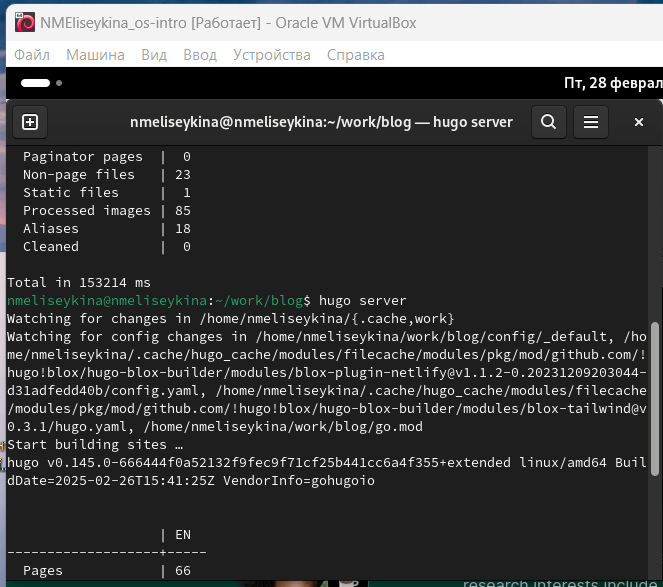 NMEliseykina_os-intro [Работает] - Oracle VM VirtualBox
Файл Машина Вид Ввод Устройства Справка
Пт, 28 феврал
nmeliseykina@nmeliseykina:~/work/blog — hugo server
Paginator pages | 0
Non-page files | 23
Static files | 1
Processed images | 85
Aliases | 18
Cleaned | 0
Total in 153214 ms
nmeliseykina@nmeliseykina:~/work/blog$ hugo server
Watching for changes in /home/nmeliseykina/{.cache,work}
Watching for config changes in /home/nmeliseykina/work/blog/config/_default, /ho
me/nmeliseykina/.cache/hugo_cache/modules/filecache/modules/pkg/mod/github.com/!
hugo!blox/hugo-blox-builder/modules/blox-plugin-netlify@v1.1.2-0.20231209203044-
d31adfedd40b/config.yaml, /home/nmeliseykina/.cache/hugo_cache/modules/filecache
/modules/pkg/mod/github.com/!hugo!blox/hugo-blox-builder/modules/blox-tailwind@v
0.3.1/hugo.yaml, /home/nmeliseykina/work/blog/go.mod
Start building sites …
hugo v0.145.0-666444f0a52132f9fec9f71cf25b441cc6a4f355+extended linux/amd64 Buil
dDate=2025-02-26T15:41:25Z VendorInfo=gohugoio
| EN
-------------------+-----
Pages | 66
research interests include